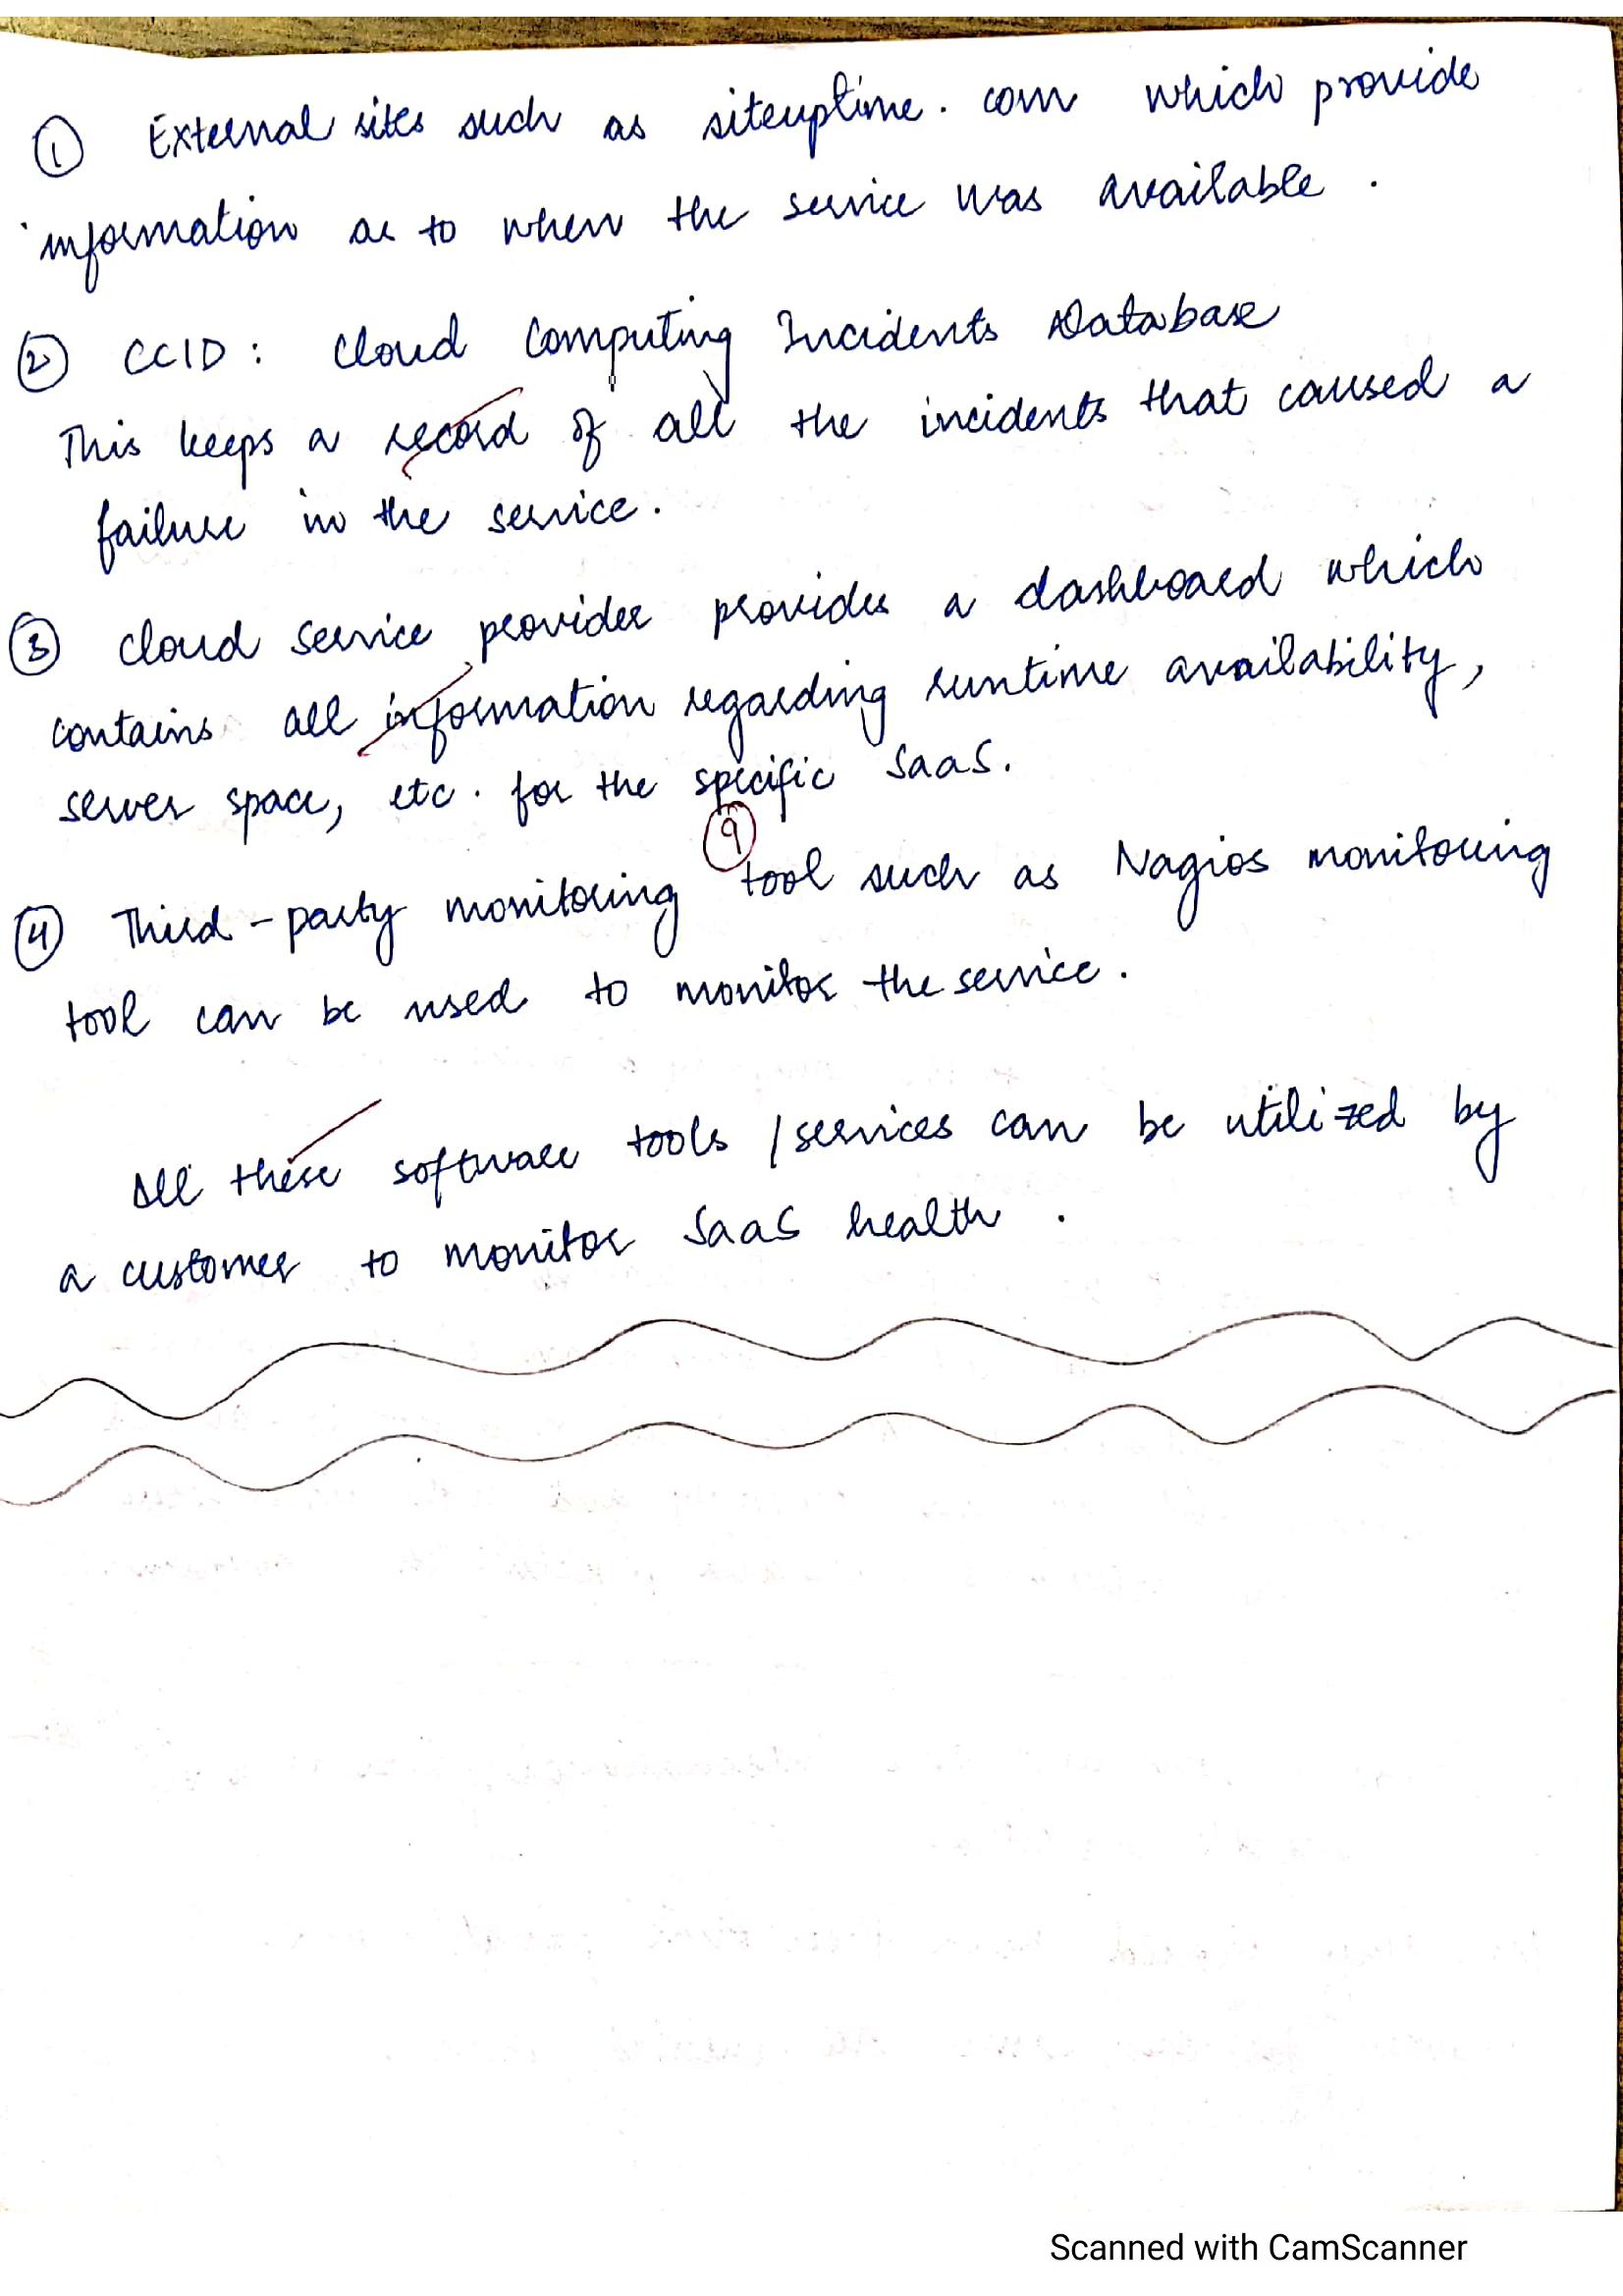 ① External sites such as siteuptime.com which provide
information as to when the service was available.
② CCID: Cloud Computing Incidents Database
This keeps a record of all the incidents that caused a
failure in the service.
③ Cloud service provider provides a dashboard which
contains all information regarding runtime availability,
server space, etc. for the specific SaaS.
9
④ Third-party monitoring tool such as Nagios monitoring
tool can be used to monitor the service.
All these software tools / services can be utilized by
a customer to monitor SaaS health.
Scanned with CamScanner